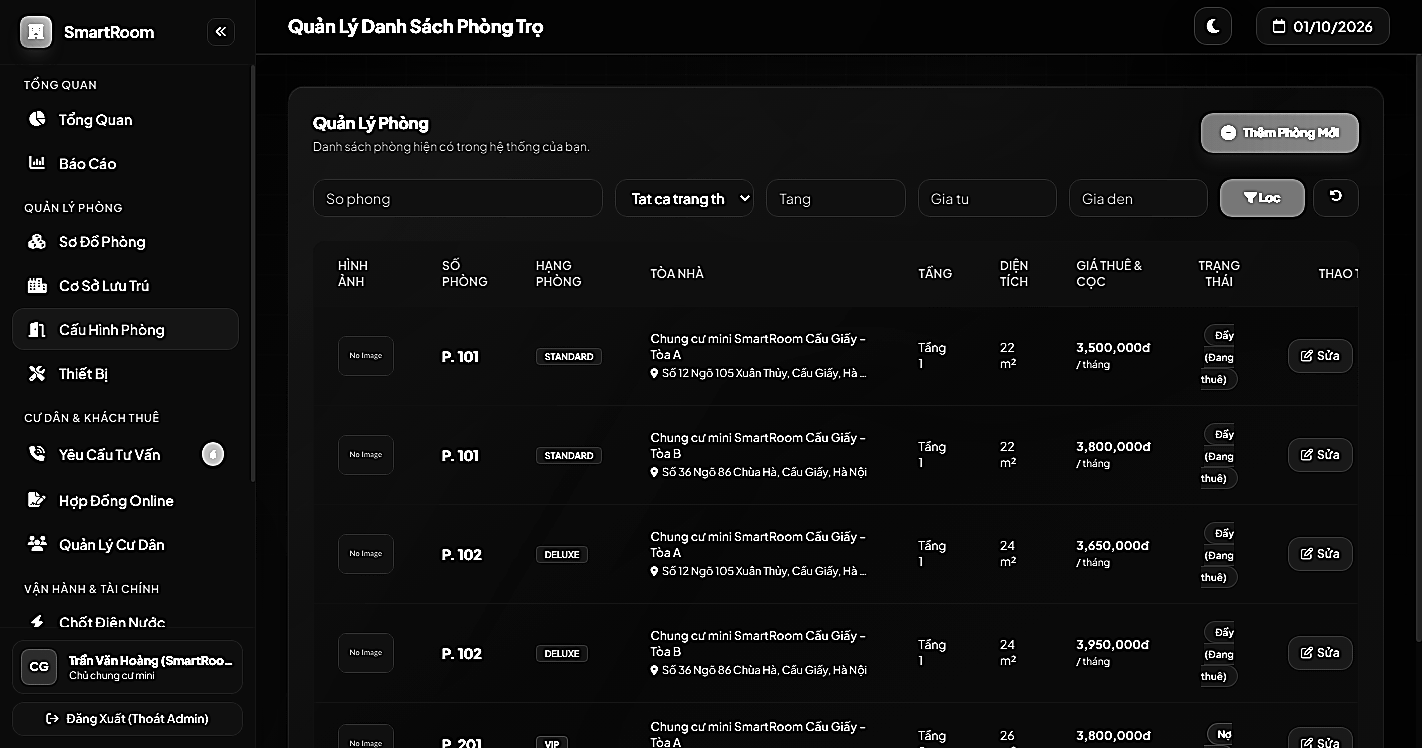 SmartRoom
TỔNG QUAN
Tổng Quan
Báo Cáo
QUẢN LÝ PHÒNG
Sơ Đồ Phòng
Cơ Sở Lưu Trú
Cấu Hình Phòng
Thiết Bị
CƯ DÂN & KHÁCH THUÊ
Yêu Cầu Tư Vấn
6
Hợp Đồng Online
Quản Lý Cư Dân
VẬN HÀNH & TÀI CHÍNH
Chốt Điện Nước
CG
Trần Văn Hoàng (SmartRoo...
Chủ chung cư mini
Đăng Xuất (Thoát Admin)
Quản Lý Danh Sách Phòng Trọ
01/10/2026
Quản Lý Phòng
Danh sách phòng hiện có trong hệ thống của bạn.
Thêm Phòng Mới
So phong
Tat ca trang th
Tang
Gia tu
Gia den
Lọc
HÌNH
ẢNH
SỐ
PHÒNG
HẠNG
PHÒNG
TÒA NHÀ
TẦNG
DIỆN
TÍCH
GIÁ THUÊ &
CỌC
TRẠNG
THÁI
THAO T
No Image
P. 101
STANDARD
Chung cư mini SmartRoom Cầu Giấy -
Tòa A
Số 12 Ngõ 105 Xuân Thủy, Cầu Giấy, Hà ...
Tầng
1
22
m²
3,500,000đ
/ tháng
Đầy
(Đang
thuê)
Sửa
No Image
P. 101
STANDARD
Chung cư mini SmartRoom Cầu Giấy -
Tòa B
Số 36 Ngõ 86 Chùa Hà, Cầu Giấy, Hà Nội
Tầng
1
22
m²
3,800,000đ
/ tháng
Đầy
(Đang
thuê)
Sửa
No Image
P. 102
DELUXE
Chung cư mini SmartRoom Cầu Giấy -
Tòa A
Số 12 Ngõ 105 Xuân Thủy, Cầu Giấy, Hà ...
Tầng
1
24
m²
3,650,000đ
/ tháng
Đầy
(Đang
thuê)
Sửa
No Image
P. 102
DELUXE
Chung cư mini SmartRoom Cầu Giấy -
Tòa B
Số 36 Ngõ 86 Chùa Hà, Cầu Giấy, Hà Nội
Tầng
1
24
m²
3,950,000đ
/ tháng
Đầy
(Đang
thuê)
Sửa
No Image
P. 201
VIP
Chung cư mini SmartRoom Cầu Giấy -
Tòa A
Tầng
26
3,800,000đ
Nợ
Sửa